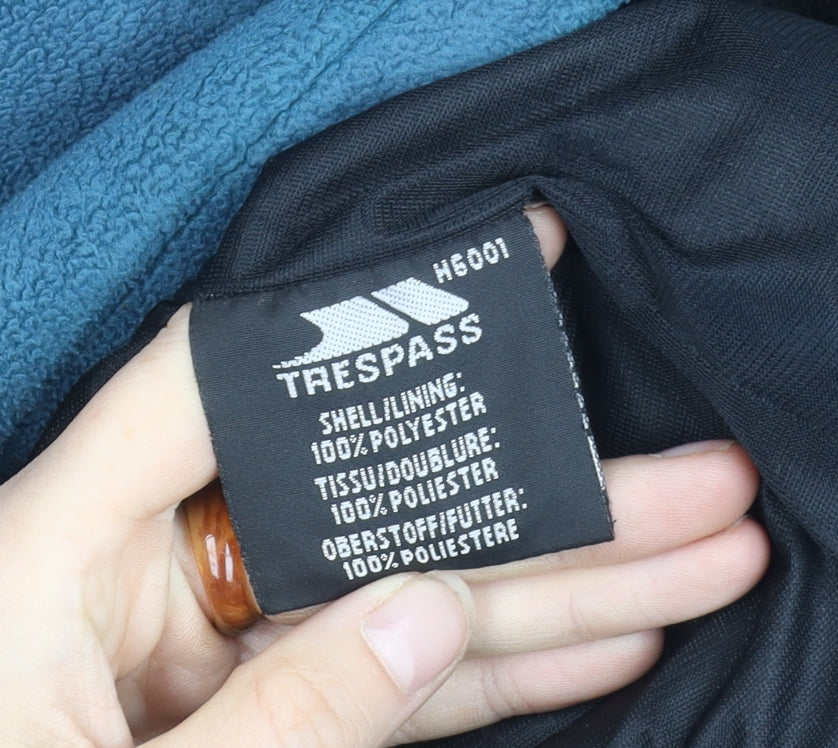 H6001
TRESPASS
SHELL/LINING:
100% POLYESTER
TISSU/DOUBLURE:
100% POLIESTER
OBERSTOFF/FUTTER:
100% POLIESTERE